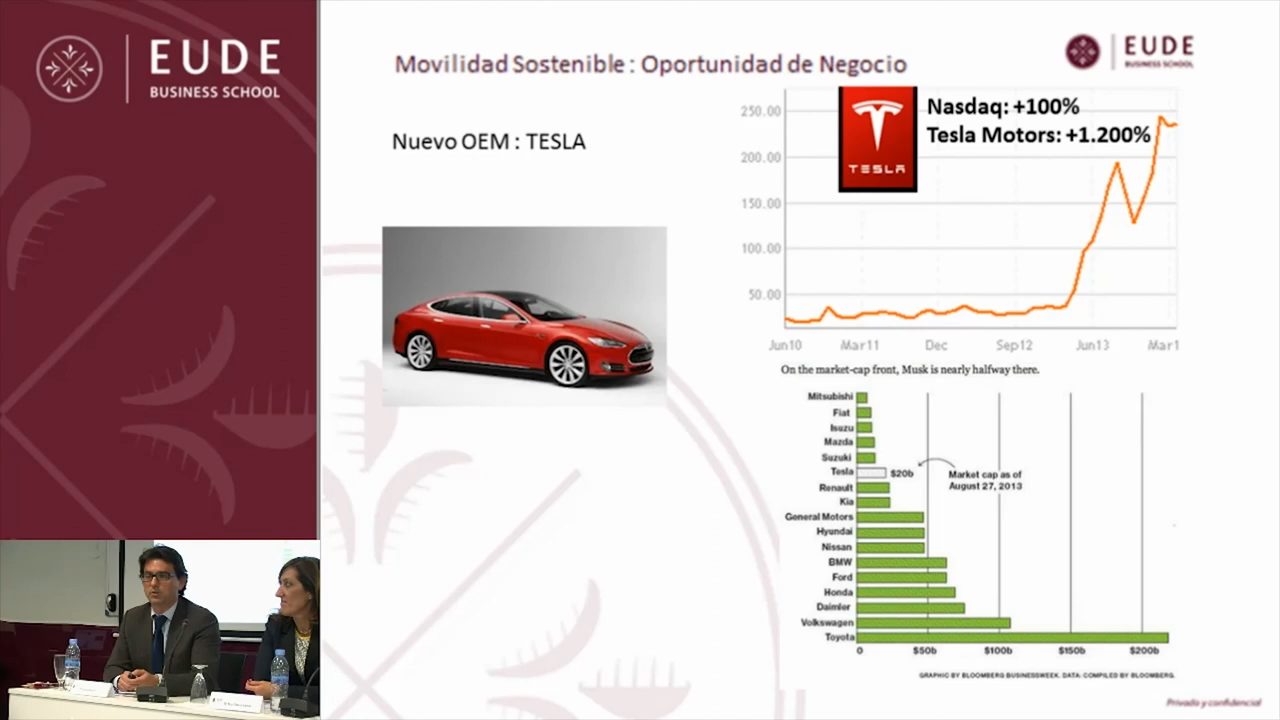 EUDE
BUSINESS SCHOOL
Movilidad Sostenible : Oportunidad de Negocio
EUDE
BUSINESS SCHOOL
Nuevo OEM : TESLA
TESLA
Nasdaq: +100%
Tesla Motors: +1.200%
250.00
200.00
150.00
100.00
50.00
Jun10 Mar11 Dec Sep12 Jun13 Mar1
On the market-cap front, Musk is nearly halfway there.
Mitsubishi
Fiat
Isuzu
Mazda
Suzuki
Tesla $20b
Market cap as of
August 27, 2013
Renault
Kia
General Motors
Hyundai
Nissan
BMW
Ford
Honda
Daimler
Volkswagen
Toyota
0 $50b $100b $150b $200b
GRAPHIC BY BLOOMBERG BUSINESSWEEK. DATA: COMPILED BY BLOOMBERG.
Privado y confidencial